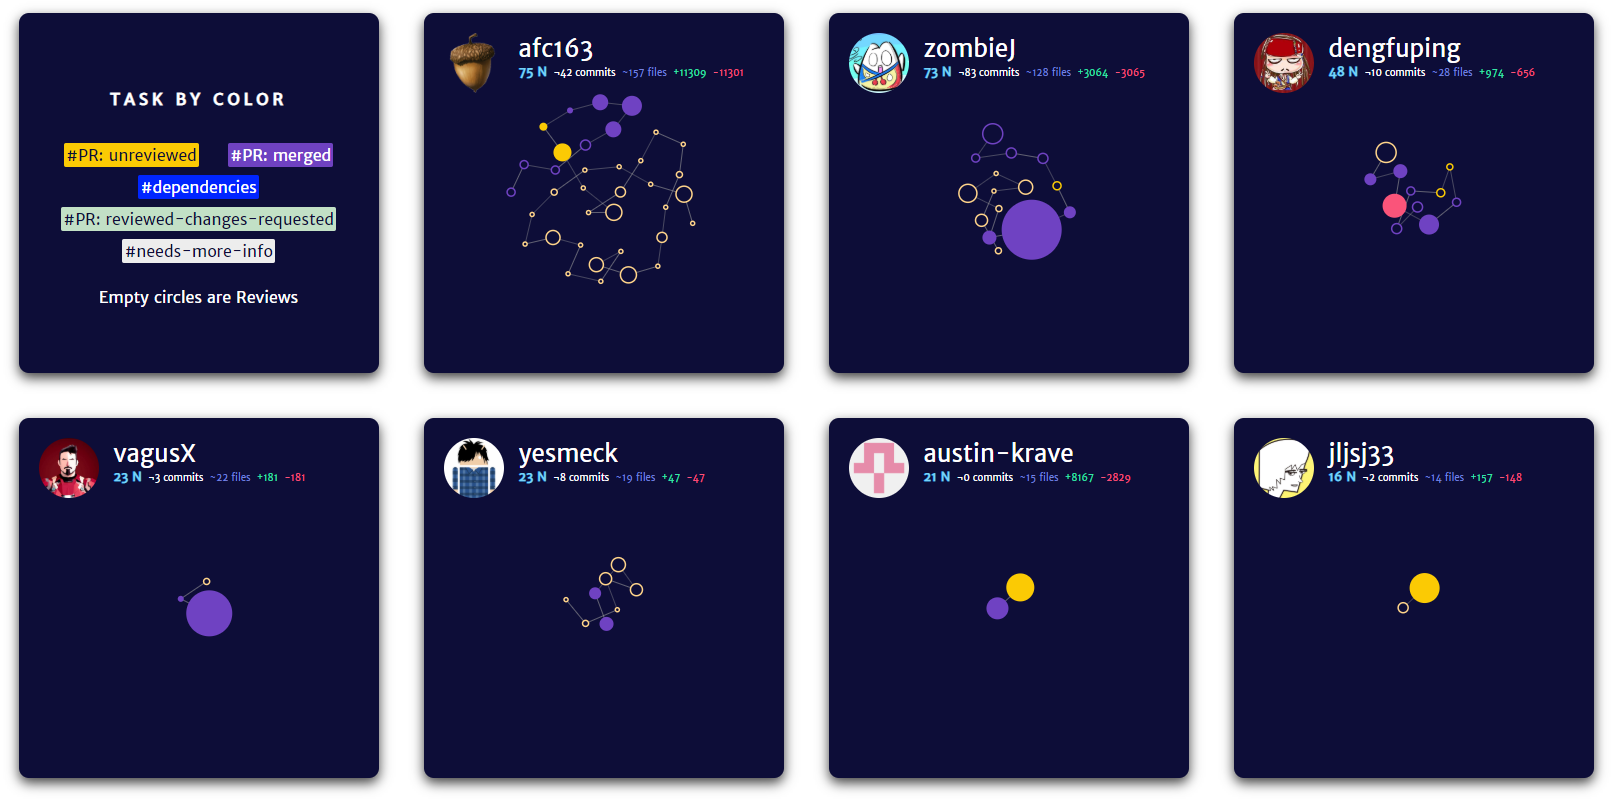 TASK BY COLOR
#PR: unreviewed #PR: merged
#dependencies
#PR: reviewed-changes-requested
#needs-more-info
Empty circles are Reviews
afc163
75 N ¬42 commits ~157 files +11309 -11301
zombieJ
73 N ¬83 commits ~128 files +3064 -3065
dengfuping
48 N ¬10 commits ~28 files +974 -656
vagusX
23 N ¬3 commits ~22 files +181 -181
yesmeck
23 N ¬8 commits ~19 files +47 -47
austin-krave
21 N ¬0 commits ~15 files +8167 -2829
jljsj33
16 N ¬2 commits ~14 files +157 -148